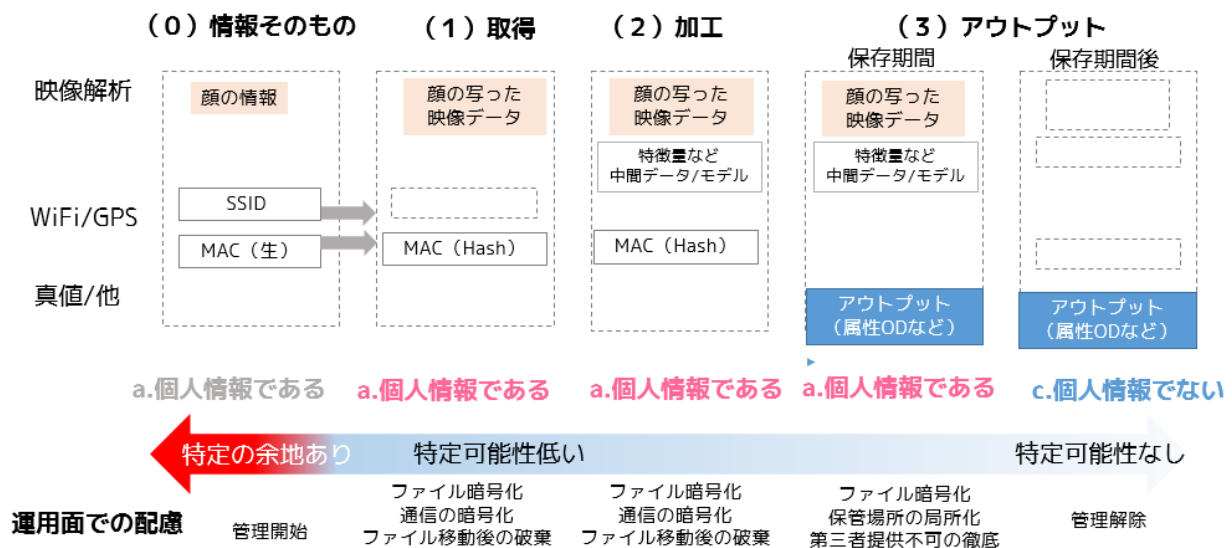 （0）情報そのもの
（1）取得
（2）加工
（3）アウトプット
保存期間
保存期間後
映像解析
顔の情報
顔の写った
映像データ
顔の写った
映像データ
顔の写った
映像データ
特徴量など
中間データ/モデル
特徴量など
中間データ/モデル
WiFi/GPS
SSID
MAC（生）
MAC（Hash）
MAC（Hash）
真値/他
アウトプット
（属性ODなど）
アウトプット
（属性ODなど）
a.個人情報である
a.個人情報である
a.個人情報である
a.個人情報である
c.個人情報でない
特定の余地あり
特定可能性低い
特定可能性なし
運用面での配慮
管理開始
ファイル暗号化
通信の暗号化
ファイル移動後の破棄
ファイル暗号化
通信の暗号化
ファイル移動後の破棄
ファイル暗号化
保管場所の局所化
第三者提供不可の徹底
管理解除